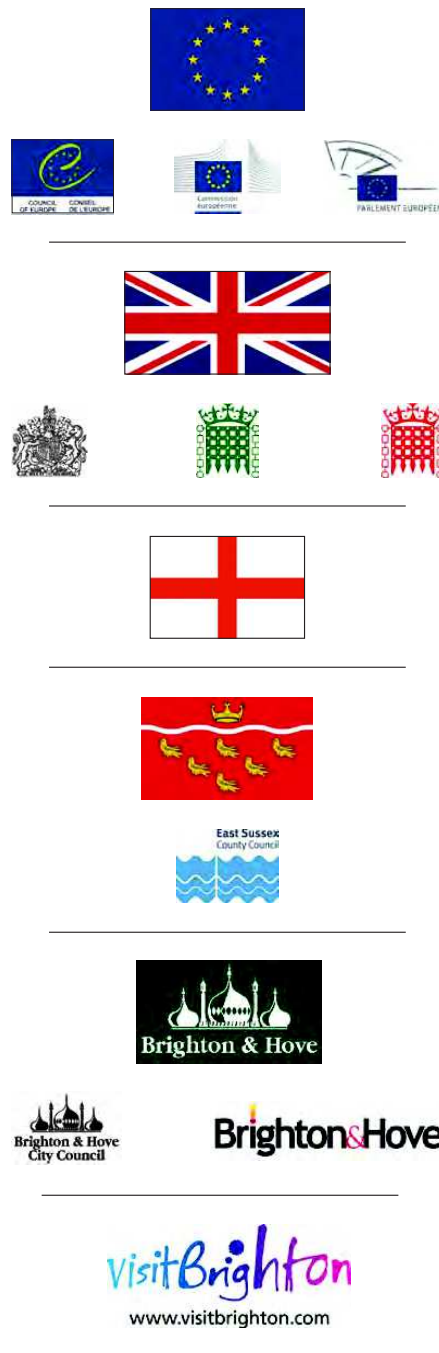 COUNCIL CONSEIL
OF EUROPE DE L'EUROPE
Commission
européenne
PARLEMENT EUROPÉEN
East Sussex
County Council
Brighton & Hove
Brighton & Hove
City Council
Brighton&Hove
visitBrighton
www.visitbrighton.com